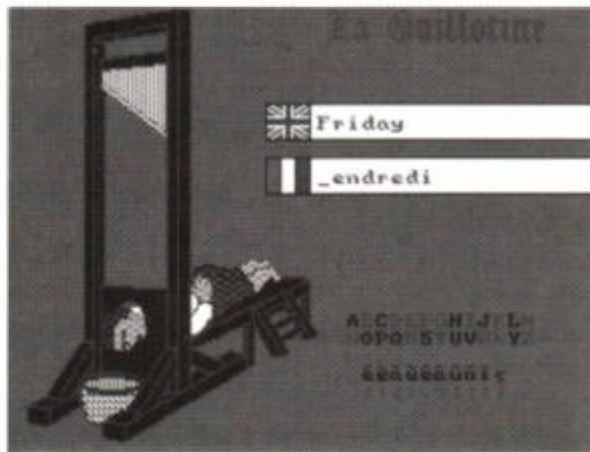 La Guillotine
Friday
_endredi
A C H J L
O P Q S U V Y